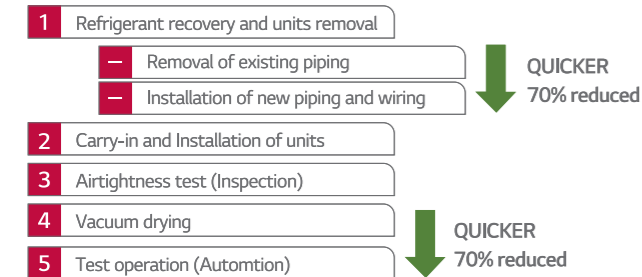 1 Refrigerant recovery and units removal
– Removal of existing piping
– Installation of new piping and wiring
QUICKER
70% reduced
2 Carry-in and Installation of units
3 Airtightness test (Inspection)
4 Vacuum drying
5 Test operation (Automtion)
QUICKER
70% reduced